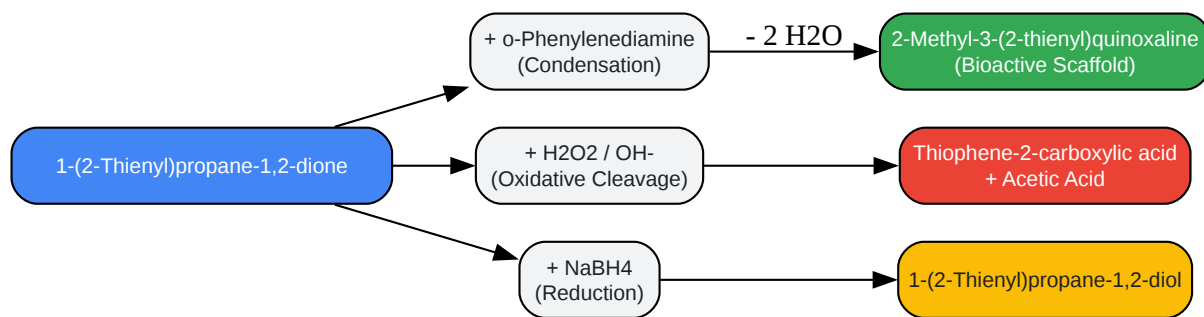 + o-Phenylenediamine
(Condensation)
- 2 H2O
2-Methyl-3-(2-thienyl)quinoxaline
(Bioactive Scaffold)
1-(2-Thienyl)propane-1,2-dione
+ H2O2 / OH-
(Oxidative Cleavage)
Thiophene-2-carboxylic acid
+ Acetic Acid
+ NaBH4
(Reduction)
1-(2-Thienyl)propane-1,2-diol